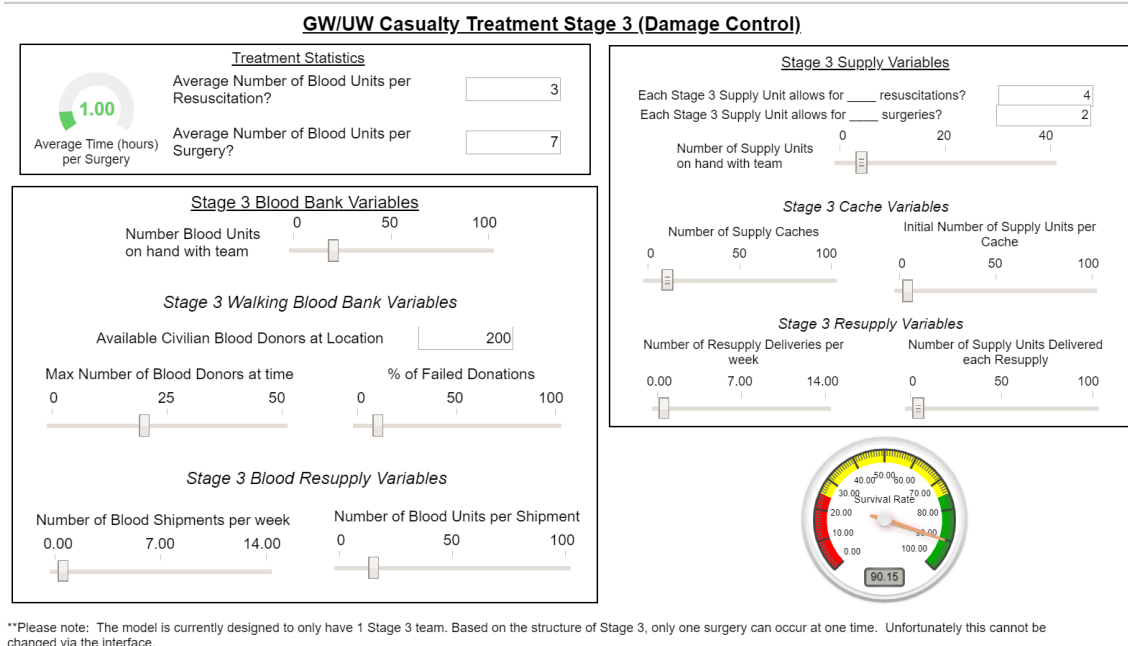 GW/UW Casualty Treatment Stage 3 (Damage Control)
Treatment Statistics
1.00
Average Time (hours)
per Surgery
Average Number of Blood Units per
Resuscitation?
3
Average Number of Blood Units per
Surgery?
7
Stage 3 Blood Bank Variables
Number Blood Units
on hand with team
0 50 100
Stage 3 Walking Blood Bank Variables
Available Civilian Blood Donors at Location 200
Max Number of Blood Donors at time
0 25 50
% of Failed Donations
0 50 100
Stage 3 Blood Resupply Variables
Number of Blood Shipments per week
0.00 7.00 14.00
Number of Blood Units per Shipment
0 50 100
Stage 3 Supply Variables
Each Stage 3 Supply Unit allows for ____ resuscitations? 4
Each Stage 3 Supply Unit allows for ____ surgeries? 2
Number of Supply Units
on hand with team
0 20 40
Stage 3 Cache Variables
Number of Supply Caches
0 50 100
Initial Number of Supply Units per
Cache
0 50 100
Stage 3 Resupply Variables
Number of Resupply Deliveries per
week
0.00 7.00 14.00
Number of Supply Units Delivered
each Resupply
0 50 100
Survival Rate
0.00
10.00
20.00
30.00
40.00
50.00
60.00
70.00
80.00
90.00
100.00
90.15
**Please note: The model is currently designed to only have 1 Stage 3 team. Based on the structure of Stage 3, only one surgery can occur at one time. Unfortunately this cannot be
changed via the interface.